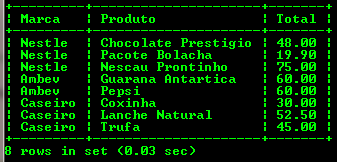 +---------+---------------------+-------+
| Marca   | Produto             | Total |
+---------+---------------------+-------+
| Nestle  | Chocolate Prestigio | 48.00 |
| Nestle  | Pacote Bolacha      | 19.90 |
| Nestle  | Nescau Prontinho    | 75.00 |
| Ambev   | Guarana Antartica   | 60.00 |
| Ambev   | Pepsi               | 60.00 |
| Caseiro | Coxinha             | 30.00 |
| Caseiro | Lanche Natural      | 52.50 |
| Caseiro | Trufa               | 45.00 |
+---------+---------------------+-------+
8 rows in set (0.03 sec)